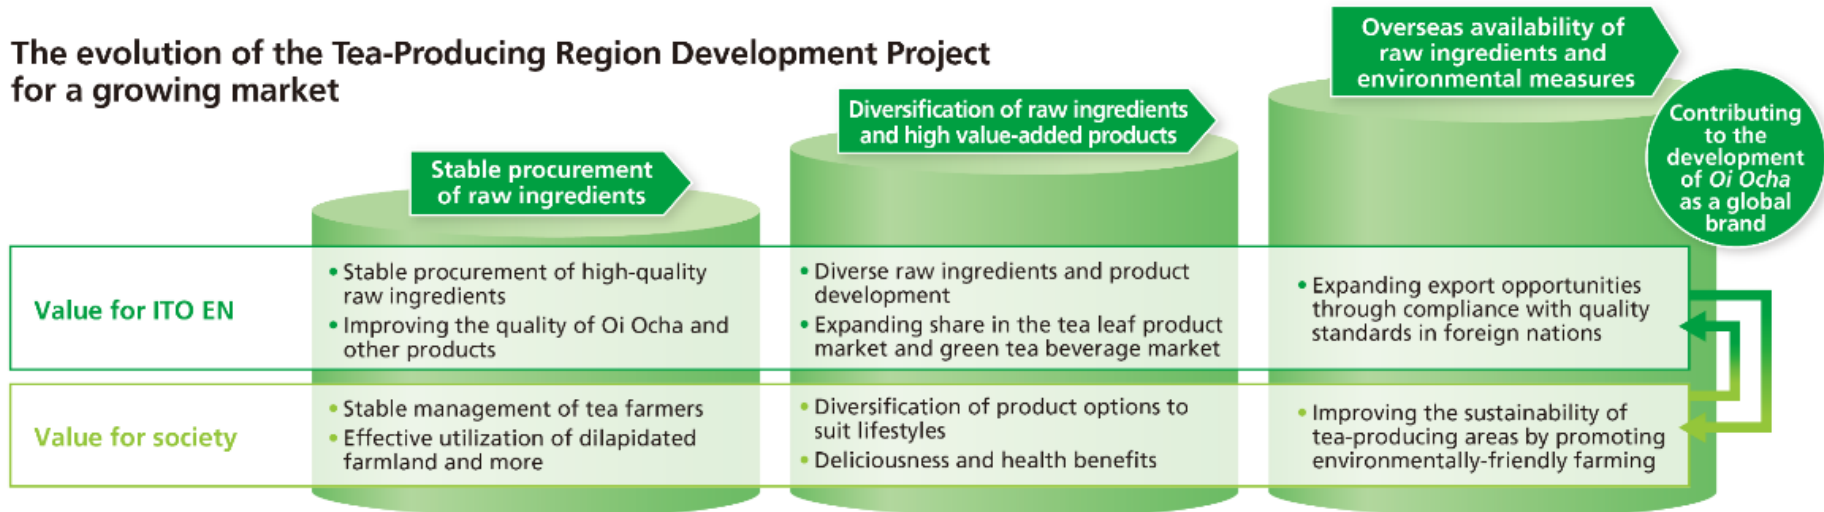 The evolution of the Tea-Producing Region Development Project
for a growing market
Stable procurement
of raw ingredients
Diversification of raw ingredients
and high value-added products
Overseas availability of
raw ingredients and
environmental measures
Contributing
to the
development
of Oi Ocha
as a global
brand
Value for ITO EN
• Stable procurement of high-quality
raw ingredients
• Improving the quality of Oi Ocha and
other products
• Diverse raw ingredients and product
development
• Expanding share in the tea leaf product
market and green tea beverage market
• Expanding export opportunities
through compliance with quality
standards in foreign nations
Value for society
• Stable management of tea farmers
• Effective utilization of dilapidated
farmland and more
• Diversification of product options to
suit lifestyles
• Deliciousness and health benefits
• Improving the sustainability of
tea-producing areas by promoting
environmentally-friendly farming